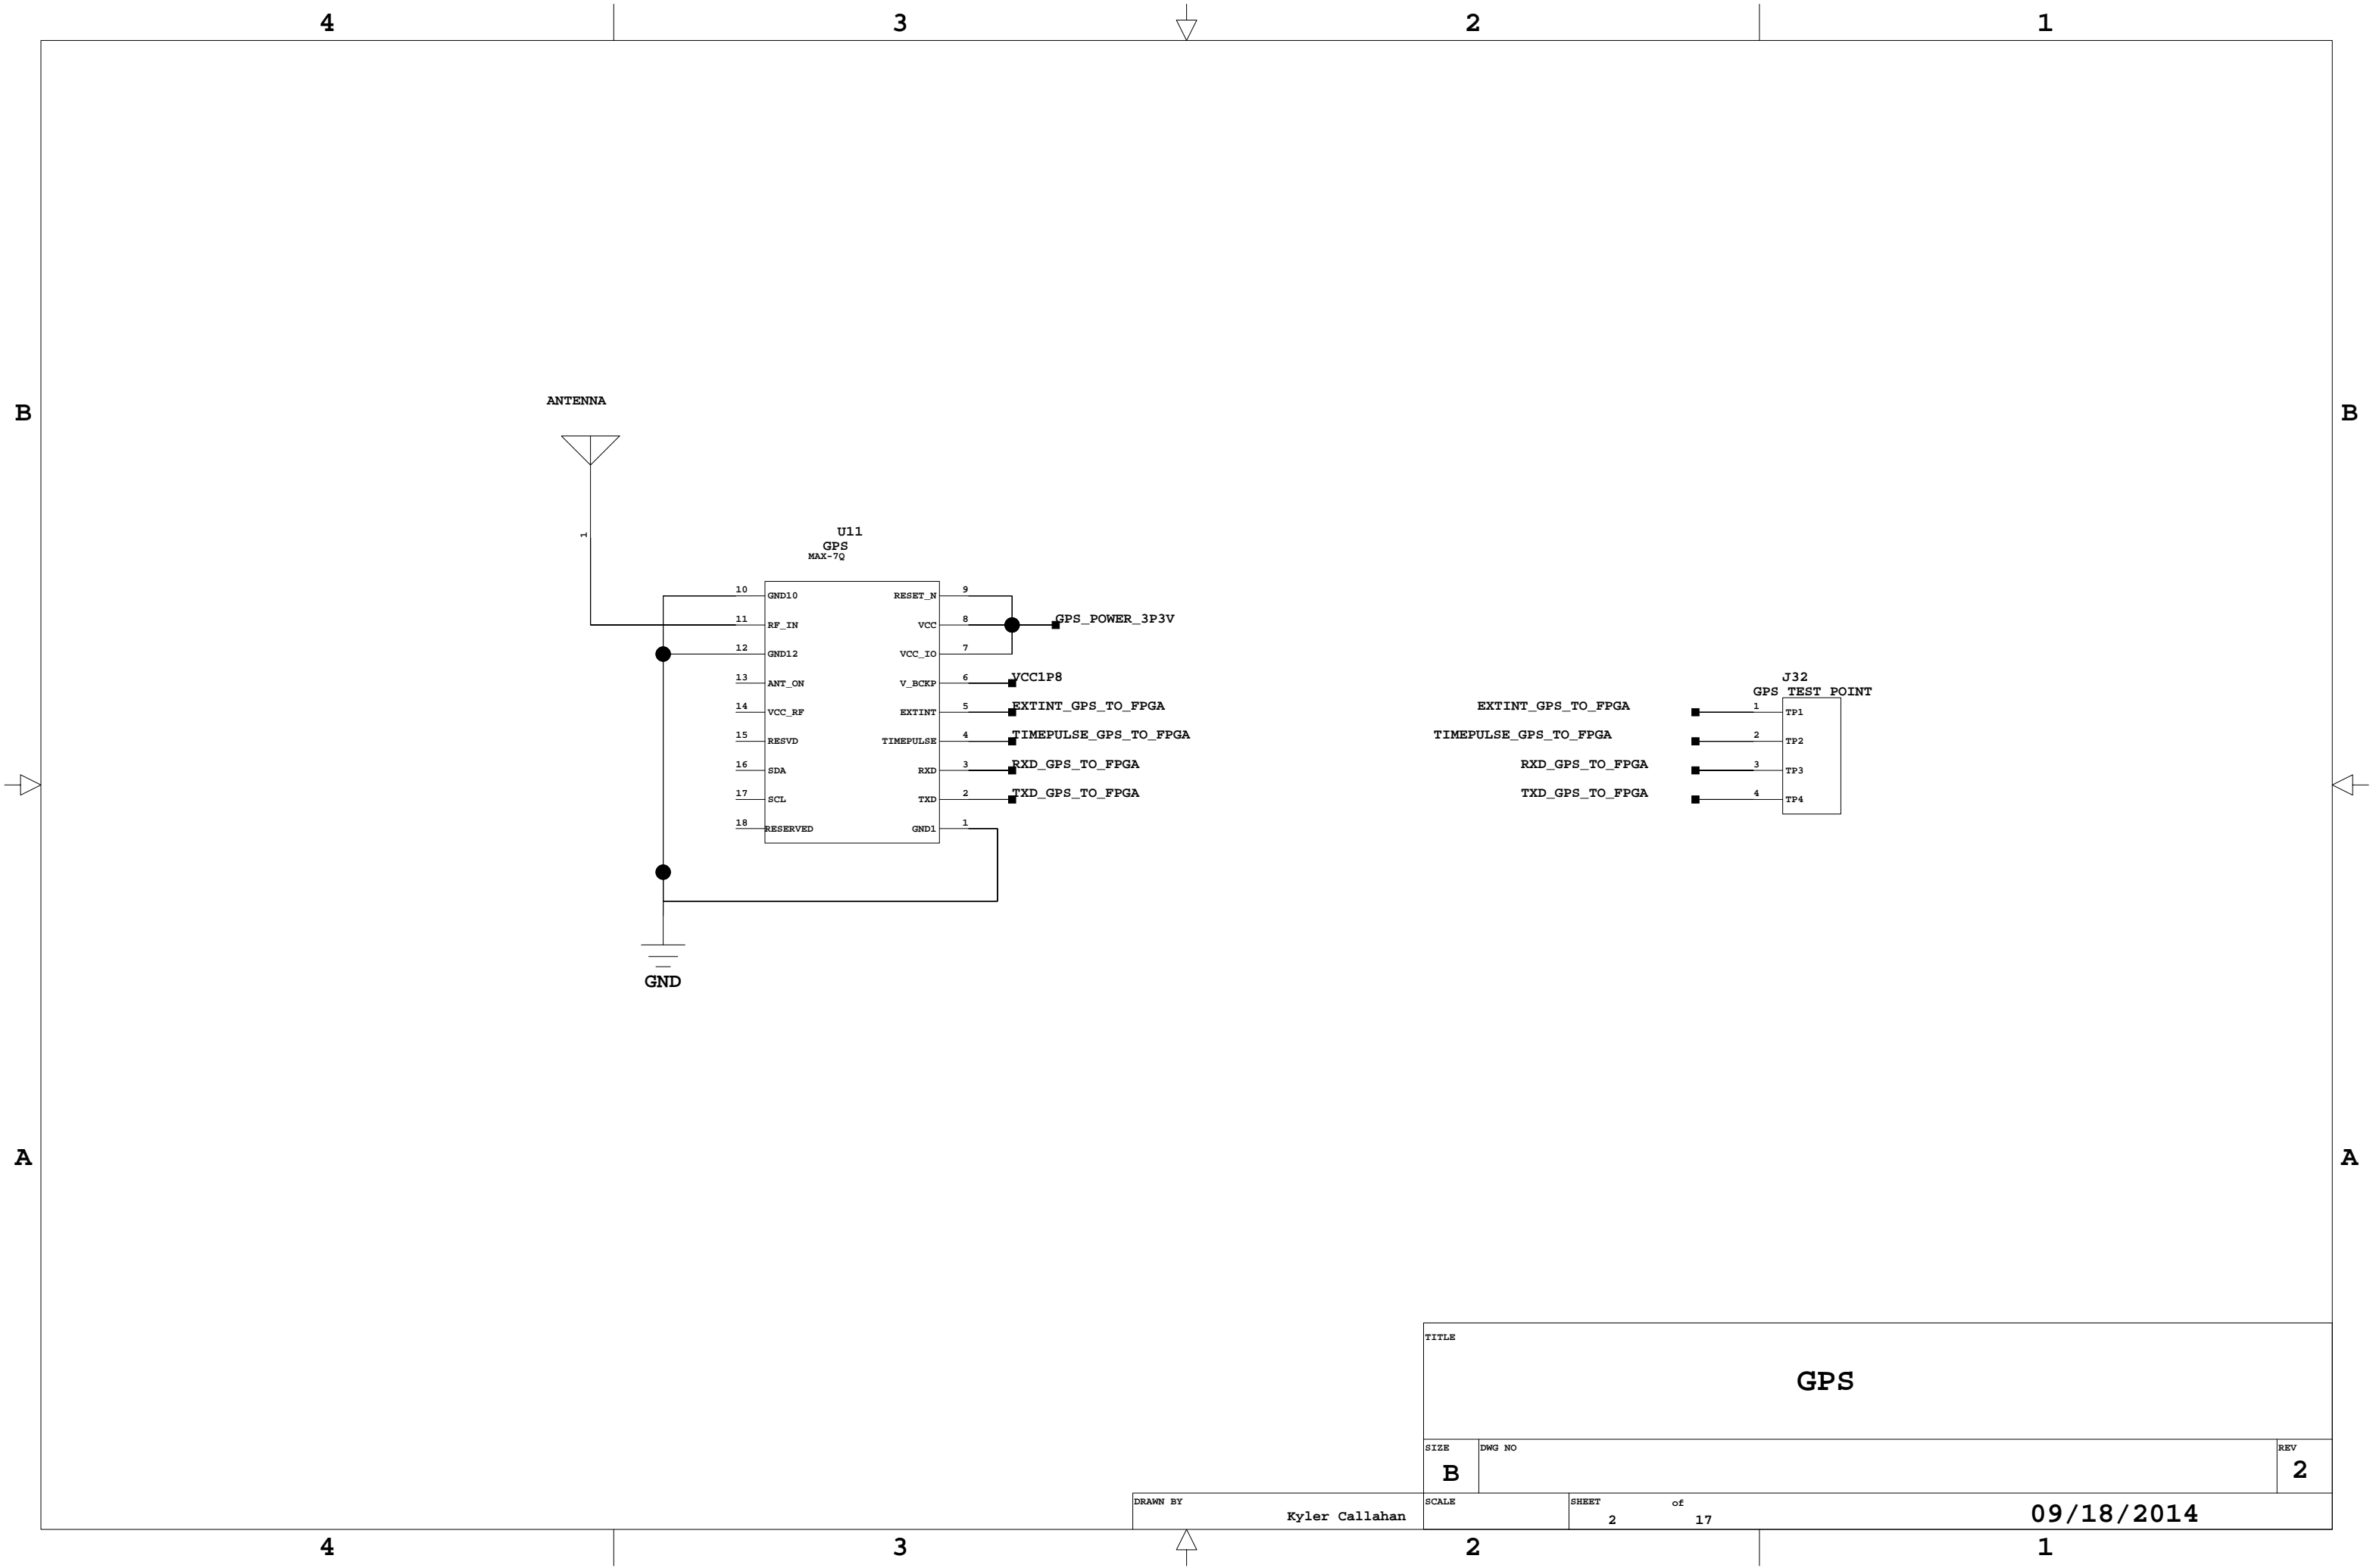 4 3 2 1
B B
ANTENNA
1
U11
GPS
MAX-7Q
10 GND10 RESET_N 9
11 RF_IN VCC 8 GPS_POWER_3P3V
12 GND12 VCC_IO 7
13 ANT_ON V_BCKP 6 VCC1P8
14 VCC_RF EXTINT 5 EXTINT_GPS_TO_FPGA
15 RESVD TIMEPULSE 4 TIMEPULSE_GPS_TO_FPGA
16 SDA RXD 3 RXD_GPS_TO_FPGA
17 SCL TXD 2 TXD_GPS_TO_FPGA
18 RESERVED GND1 1
GND
J32
GPS TEST POINT
EXTINT_GPS_TO_FPGA 1 TP1
TIMEPULSE_GPS_TO_FPGA 2 TP2
RXD_GPS_TO_FPGA 3 TP3
TXD_GPS_TO_FPGA 4 TP4
A A
TITLE
GPS
SIZE DWG NO REV
B 2
DRAWN BY SCALE SHEET of
Kyler Callahan 2 17 09/18/2014
4 3 2 1